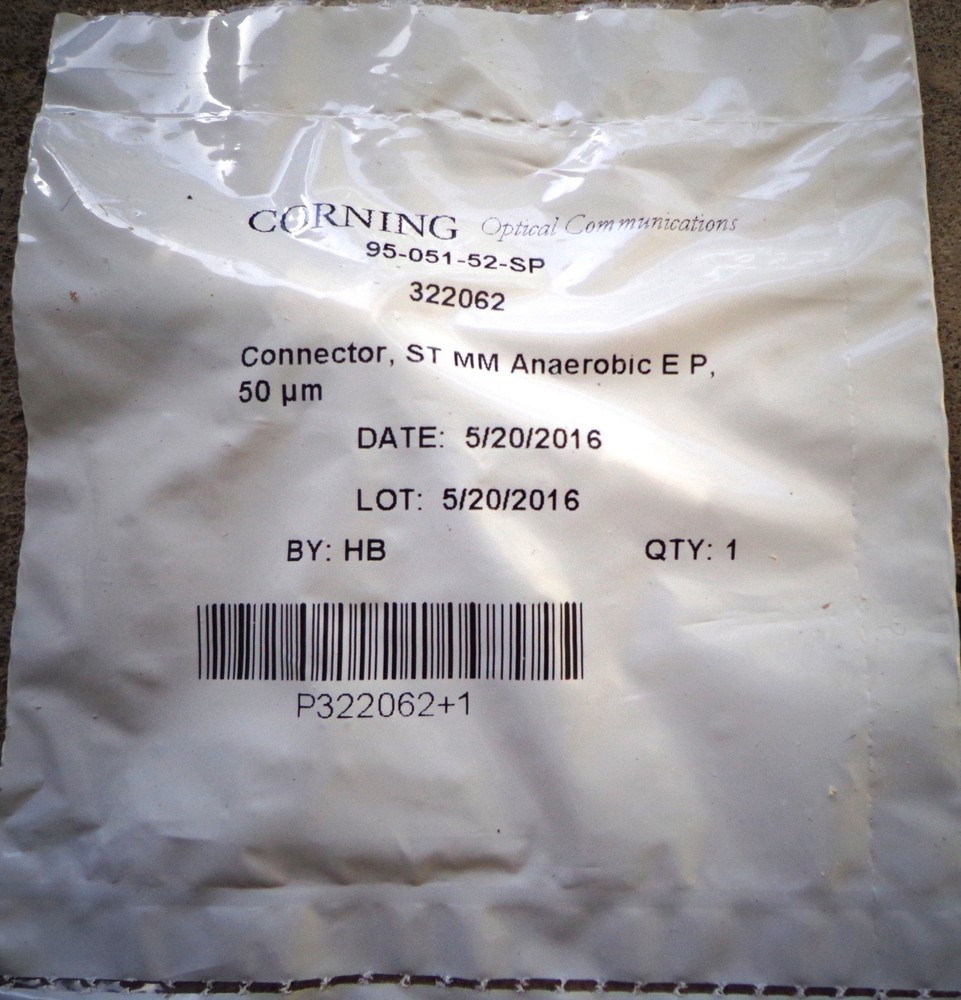 CORNING Optical Communications
95-051-52-SP
322062
Connector, ST MM Anaerobic E P,
50 µm
DATE: 5/20/2016
LOT: 5/20/2016
BY: HB QTY: 1
P322062+1